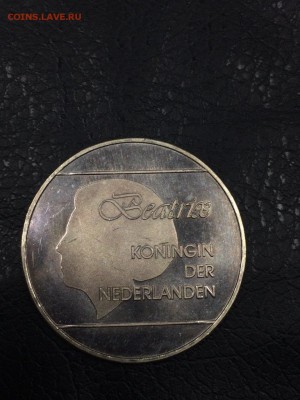 COINS.LAVE.RU
Beatrix
KONINGIN
DER
NEDERLANDEN